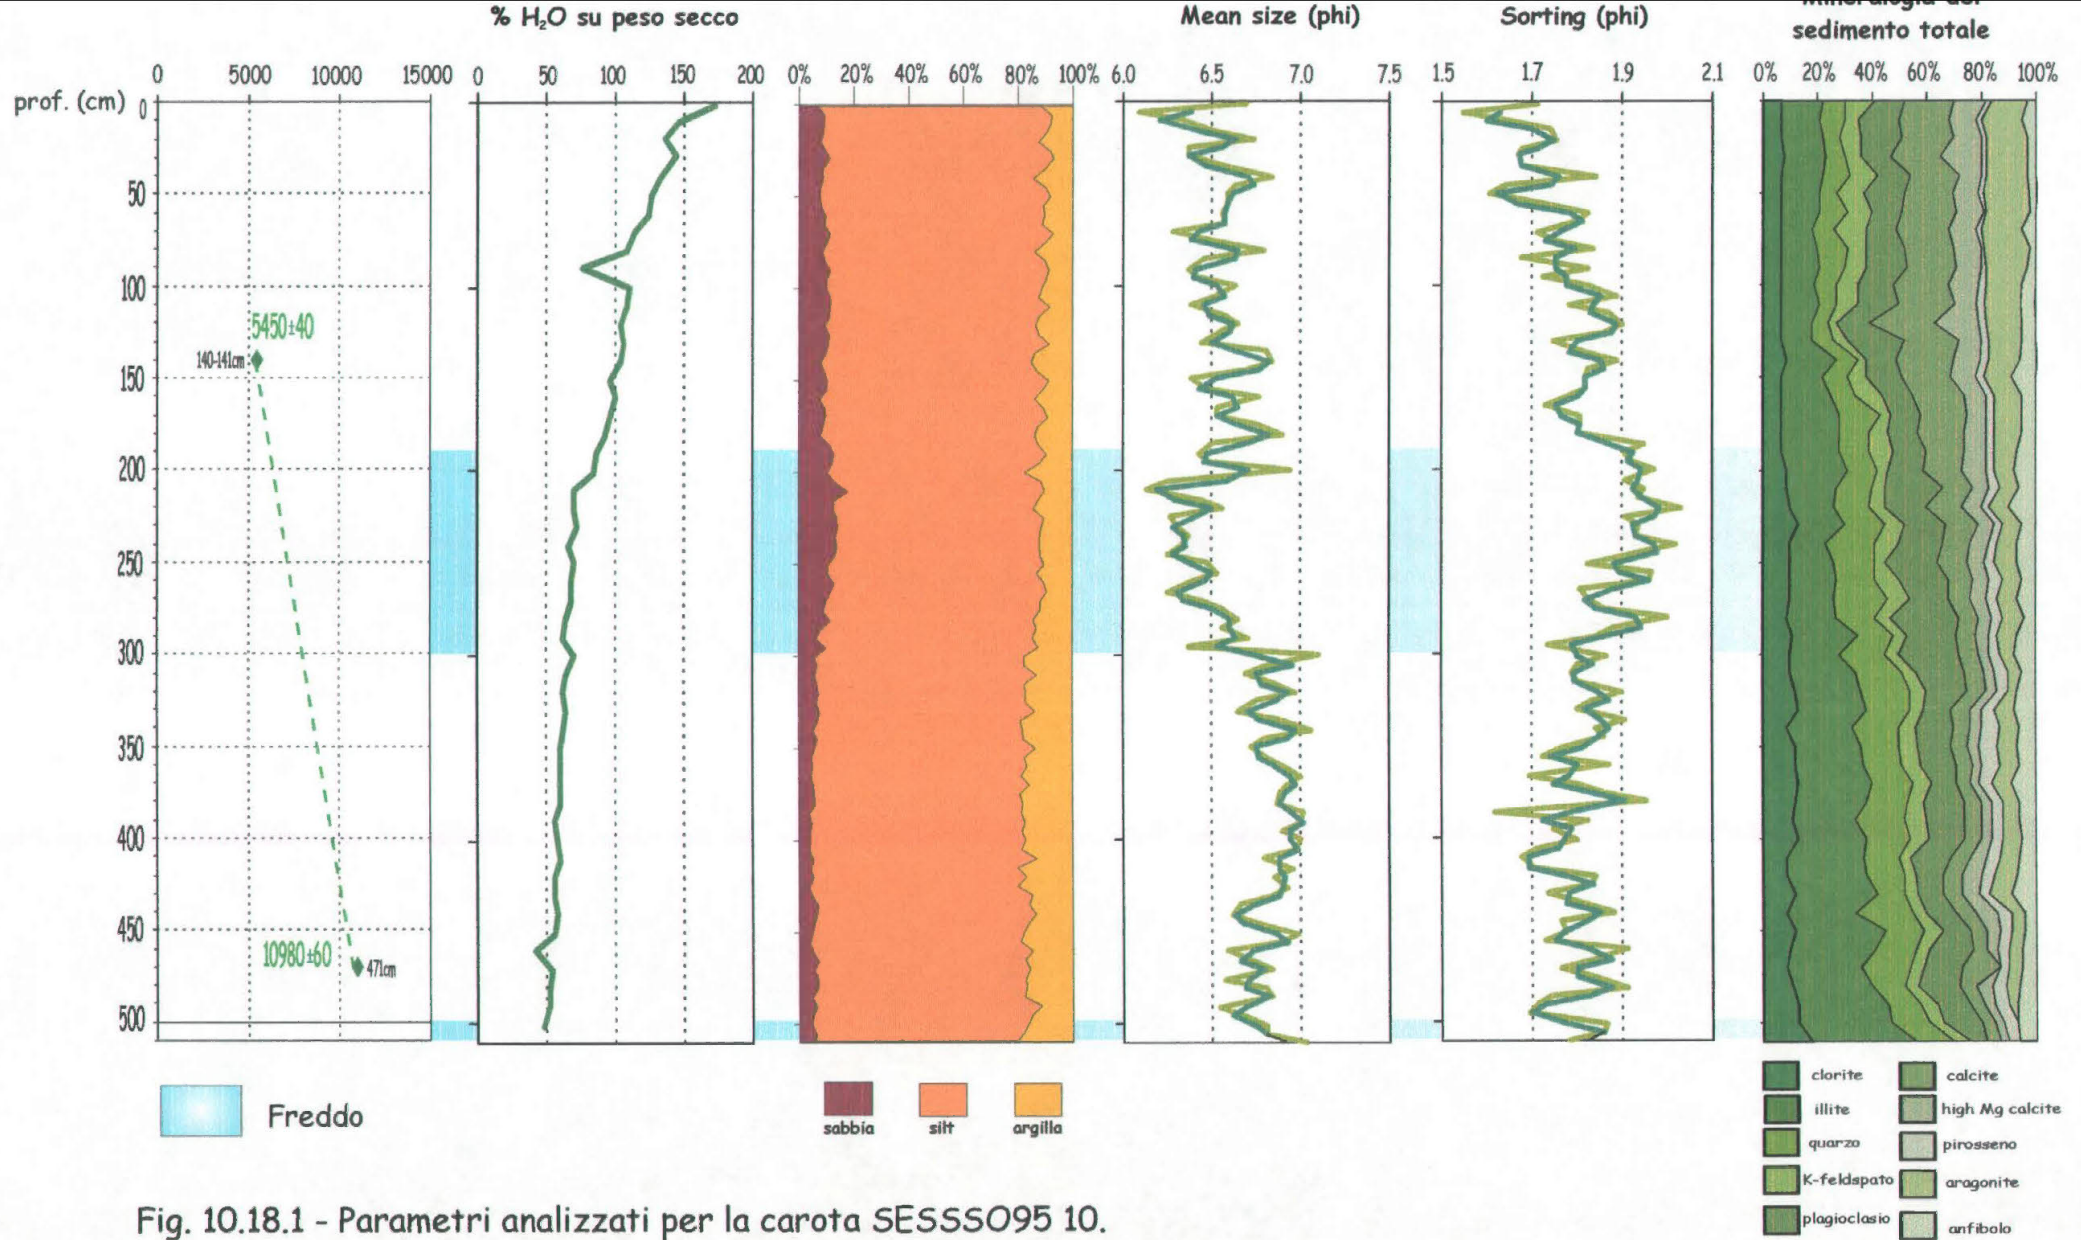 % H₂O su peso secco
Mean size (phi)
Sorting (phi)
Mineralogia del
sedimento totale
0 5000 10000 15000
0 50 100 150 200
0% 20% 40% 60% 80% 100%
6.0 6.5 7.0 7.5
1.5 1.7 1.9 2.1
0% 20% 40% 60% 80% 100%
prof. (cm)
0
50
100
5450±40
140-141cm
150
200
250
300
350
400
450
10980±60
471cm
500
Freddo
sabbia silt argilla
clorite calcite
illite high Mg calcite
quarzo pirosseno
K-feldspato aragonite
plagioclasio anfibolo
Fig. 10.18.1 - Parametri analizzati per la carota SESSSO95 10.